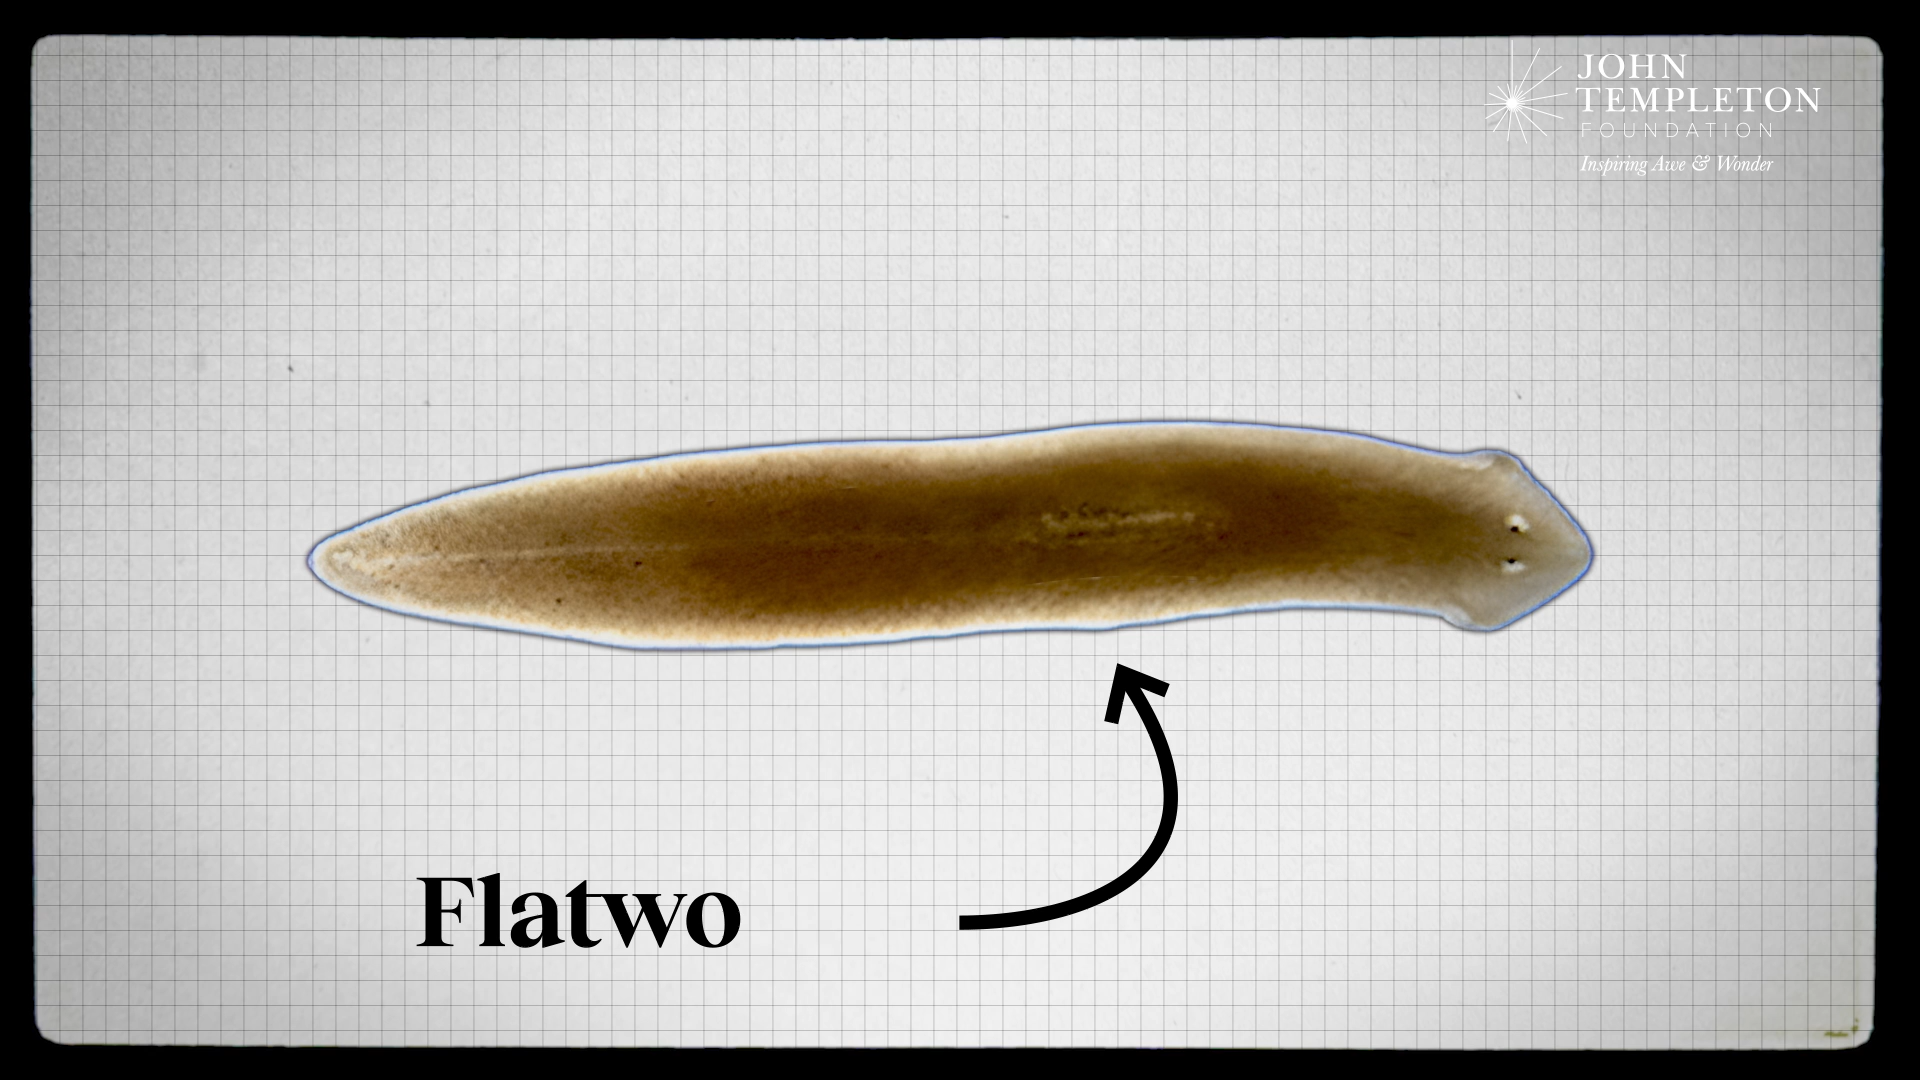 JOHN
TEMPLETON
FOUNDATION
Inspiring Awe & Wonder
Flatwo